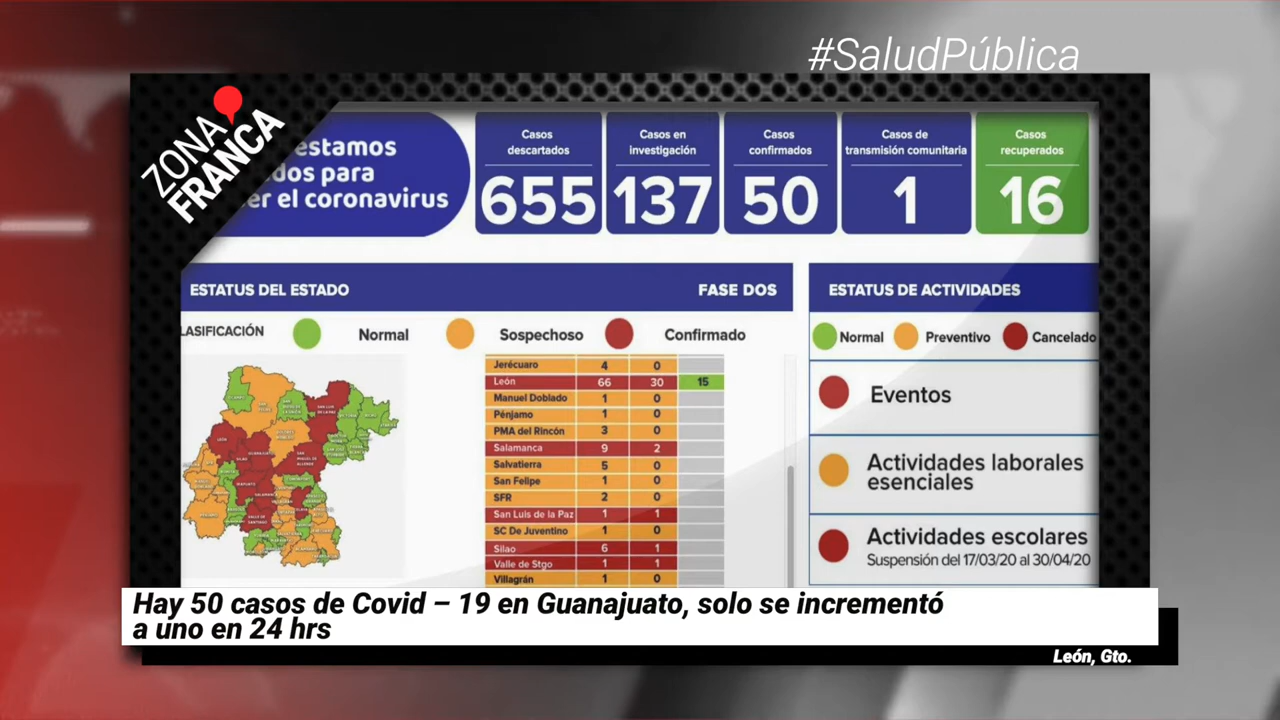 #SaludPública
ZONA
FRANCA
estamos
dos para
er el coronavirus
Casos
descartados
655
Casos en
investigación
137
Casos
confirmados
50
Casos de
transmisión comunitaria
1
Casos
recuperados
16
ESTATUS DEL ESTADO
FASE DOS
LASIFICACIÓN
Normal
Sospechoso
Confirmado
Jerécuaro 4 0
León 66 30 15
Manuel Doblado 1 0
Pénjamo 1 0
PMA del Rincón 3 0
Salamanca 9 2
Salvatierra 5 0
San Felipe 1 0
SFR 2 0
San Luis de la Paz 1 1
SC De Juventino 1 0
Silao 6 1
Valle de Stgo 1 1
Villagrán 1 0
ESTATUS DE ACTIVIDADES
Normal
Preventivo
Cancelado
Eventos
Actividades laborales
esenciales
Actividades escolares
Suspensión del 17/03/20 al 30/04/20
Hay 50 casos de Covid – 19 en Guanajuato, solo se incrementó
a uno en 24 hrs
León, Gto.